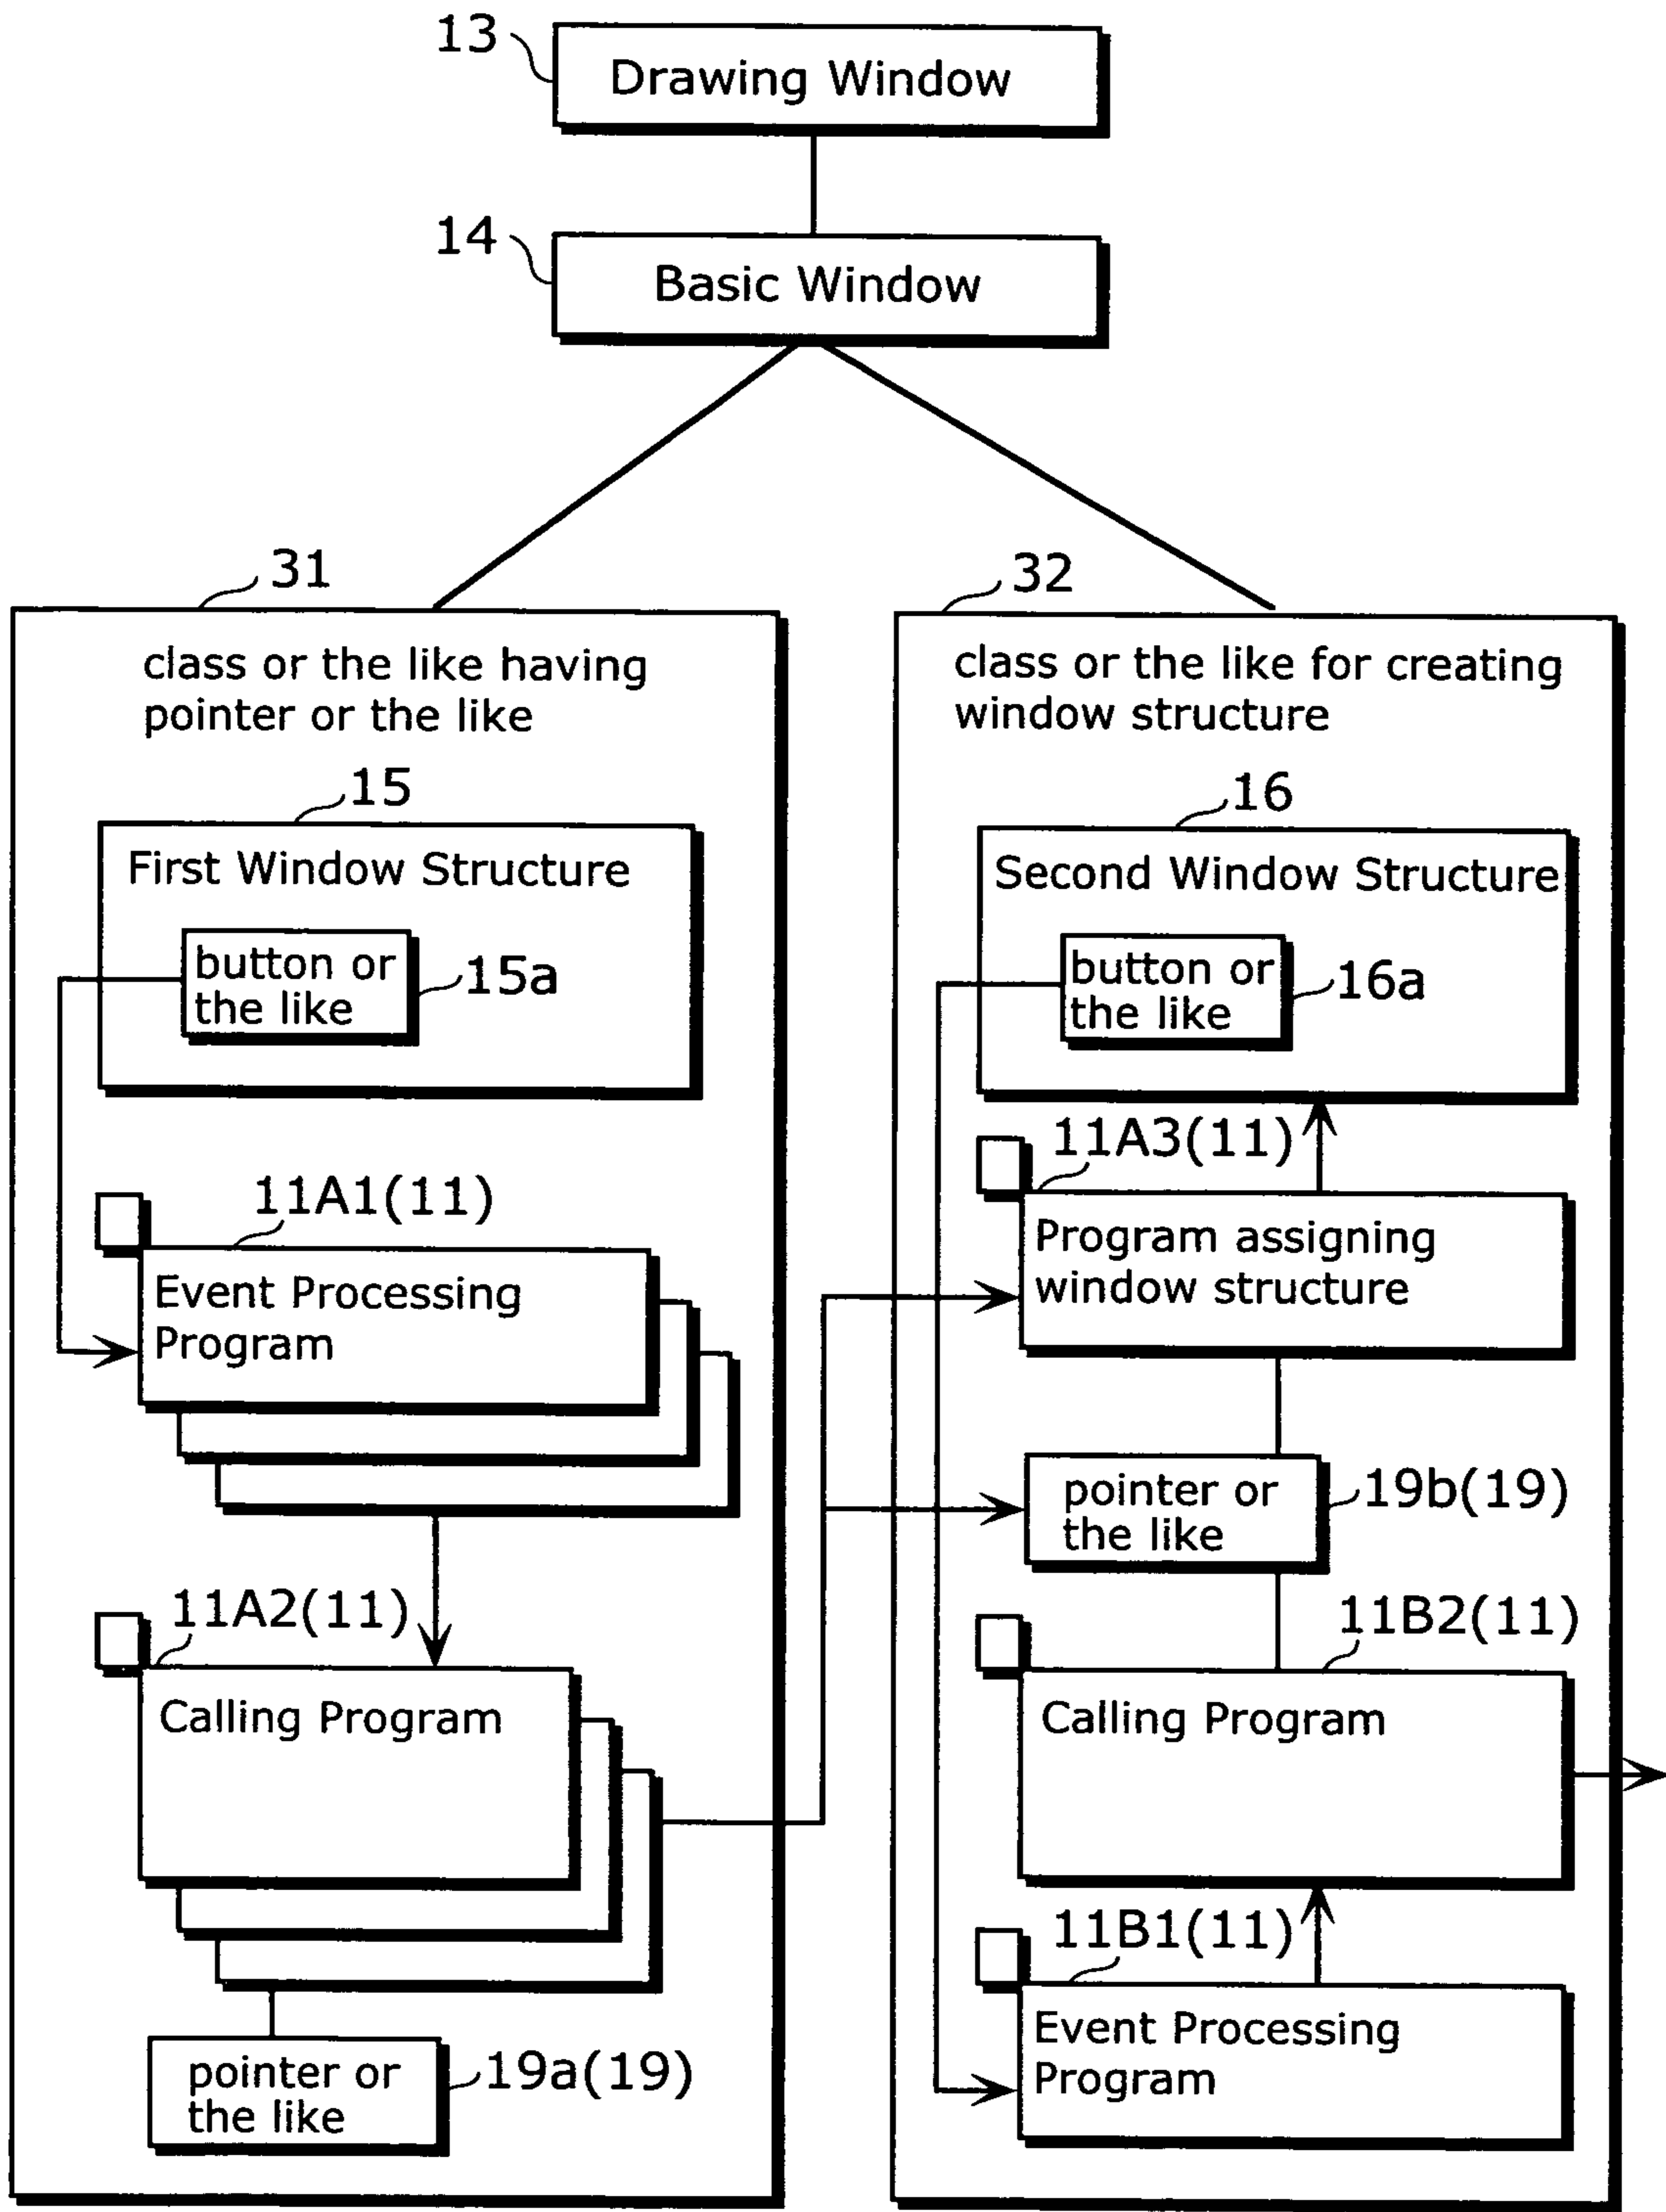 13
Drawing Window
14
Basic Window
31
class or the like having
pointer or the like
15
First Window Structure
button or
the like
15a
11A1(11)
Event Processing
Program
11A2(11)
Calling Program
pointer or
the like
19a(19)
32
class or the like for creating
window structure
16
Second Window Structure
button or
the like
16a
11A3(11)
Program assigning
window structure
pointer or
the like
19b(19)
11B2(11)
Calling Program
11B1(11)
Event Processing
Program